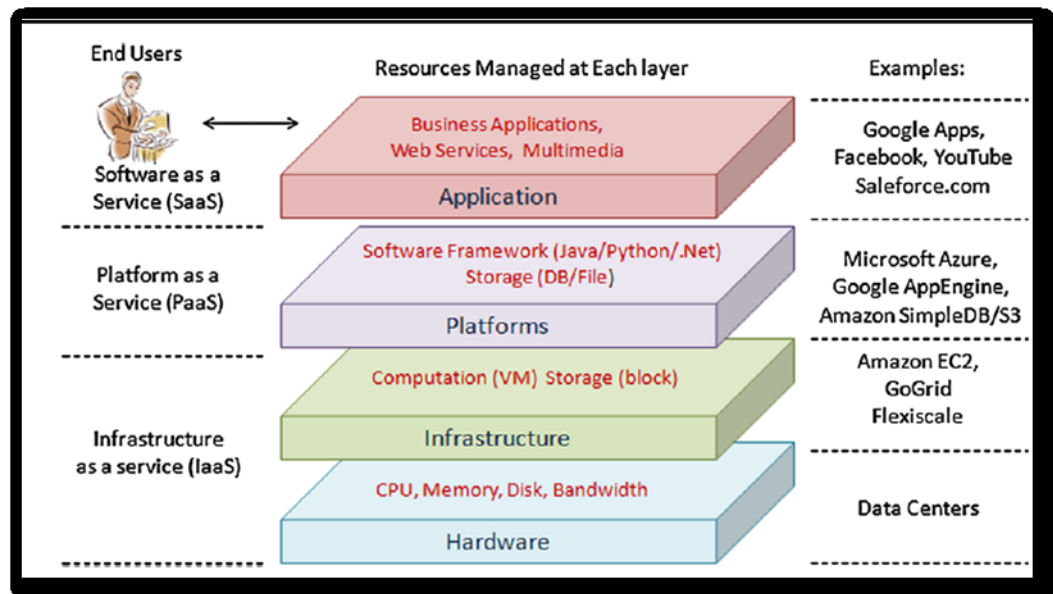 End Users
Resources Managed at Each layer
Examples:
Business Applications,
Web Services, Multimedia
Application
Software as a
Service (SaaS)
Google Apps,
Facebook, YouTube
Saleforce.com
Software Framework (Java/Python/.Net)
Storage (DB/File)
Platforms
Platform as a
Service (PaaS)
Microsoft Azure,
Google AppEngine,
Amazon SimpleDB/S3
Computation (VM) Storage (block)
Infrastructure
Amazon EC2,
GoGrid
Flexiscale
Infrastructure
as a service (IaaS)
CPU, Memory, Disk, Bandwidth
Hardware
Data Centers